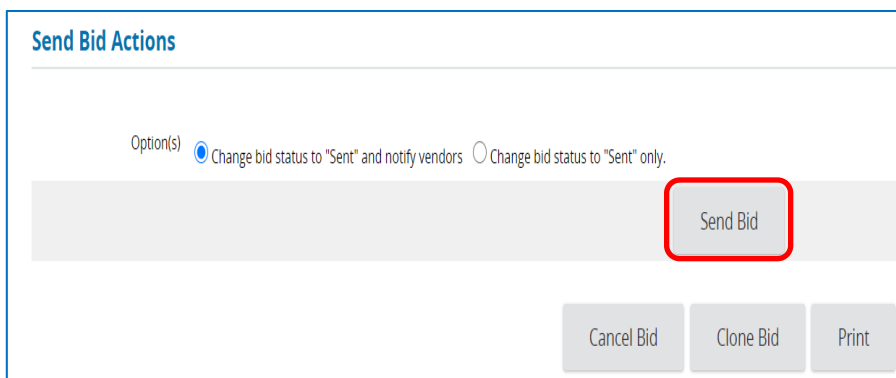 Send Bid Actions
Option(s) Change bid status to "Sent" and notify vendors Change bid status to "Sent" only.
Send Bid
Cancel Bid Clone Bid Print